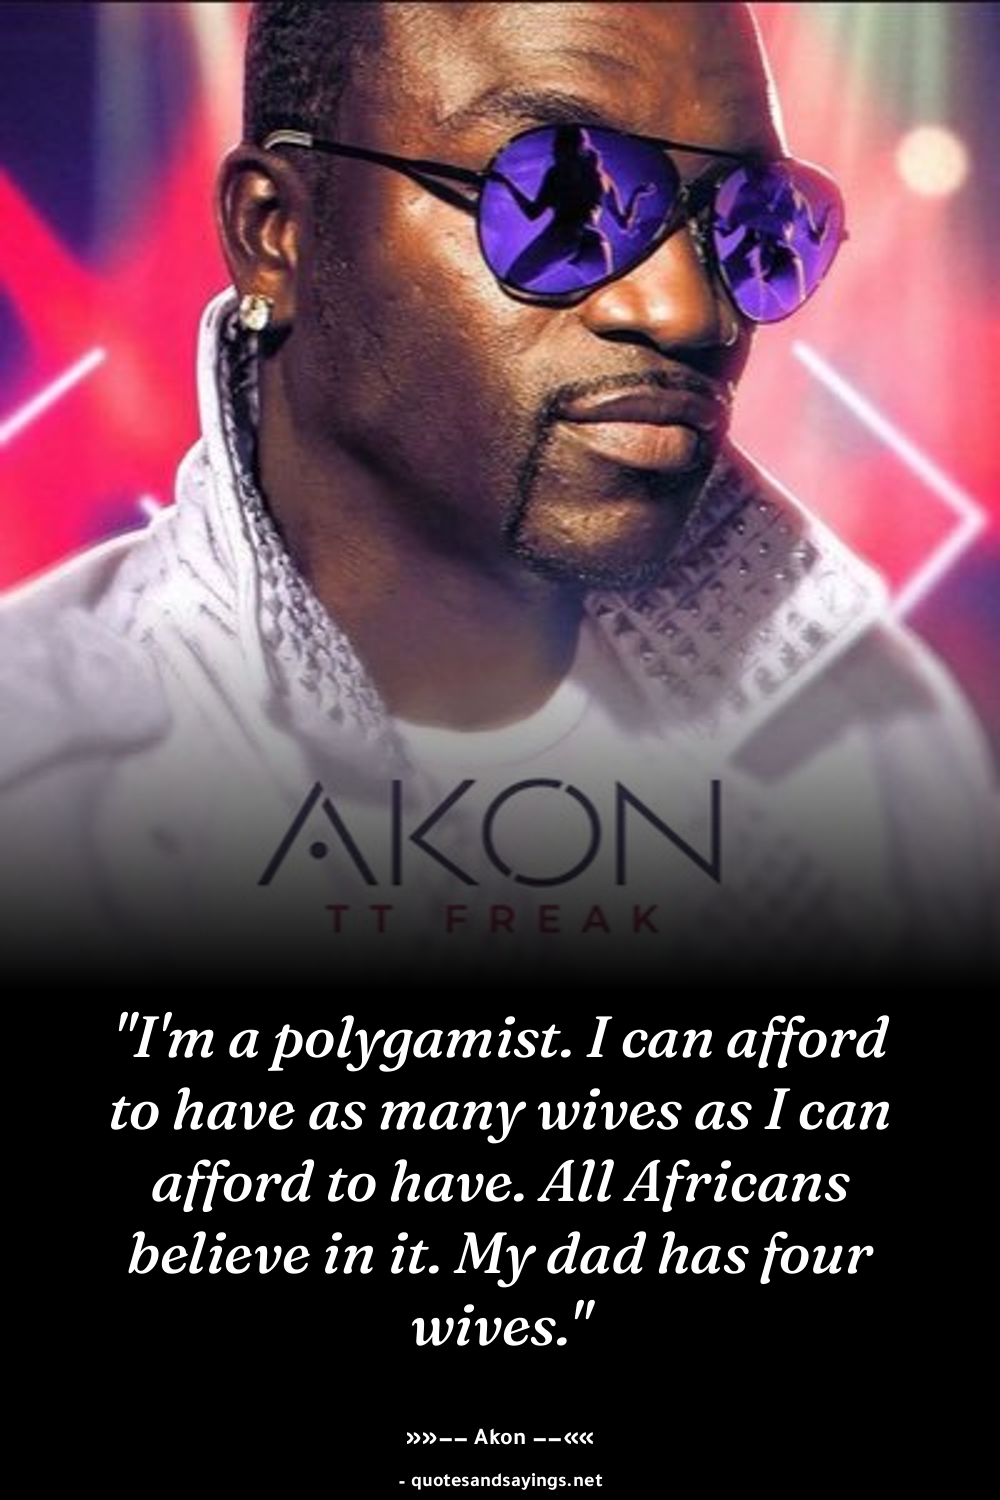 AKON
TT FREAK
"I'm a polygamist. I can afford
to have as many wives as I can
afford to have. All Africans
believe in it. My dad has four
wives."
»»–– Akon ––««
- quotesandsayings.net